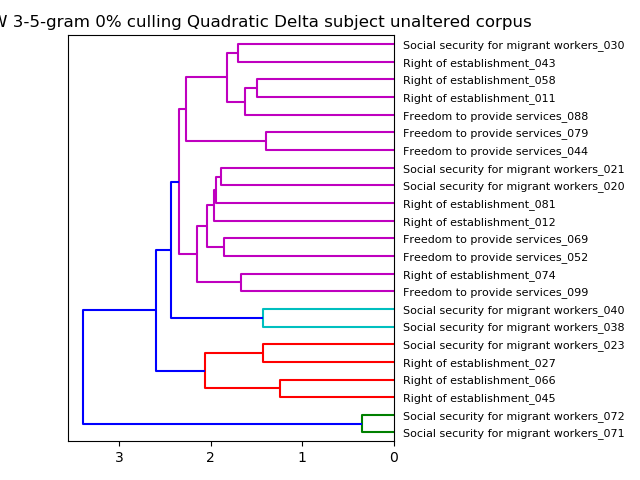 3-5-gram 0% culling Quadratic Delta subject unaltered corpus
Social security for migrant workers_030
Right of establishment_043
Right of establishment_058
Right of establishment_011
Freedom to provide services_088
Freedom to provide services_079
Freedom to provide services_044
Social security for migrant workers_021
Social security for migrant workers_020
Right of establishment_081
Right of establishment_012
Freedom to provide services_069
Freedom to provide services_052
Right of establishment_074
Freedom to provide services_099
Social security for migrant workers_040
Social security for migrant workers_038
Social security for migrant workers_023
Right of establishment_027
Right of establishment_066
Right of establishment_045
Social security for migrant workers_072
Social security for migrant workers_071
3 2 1 0